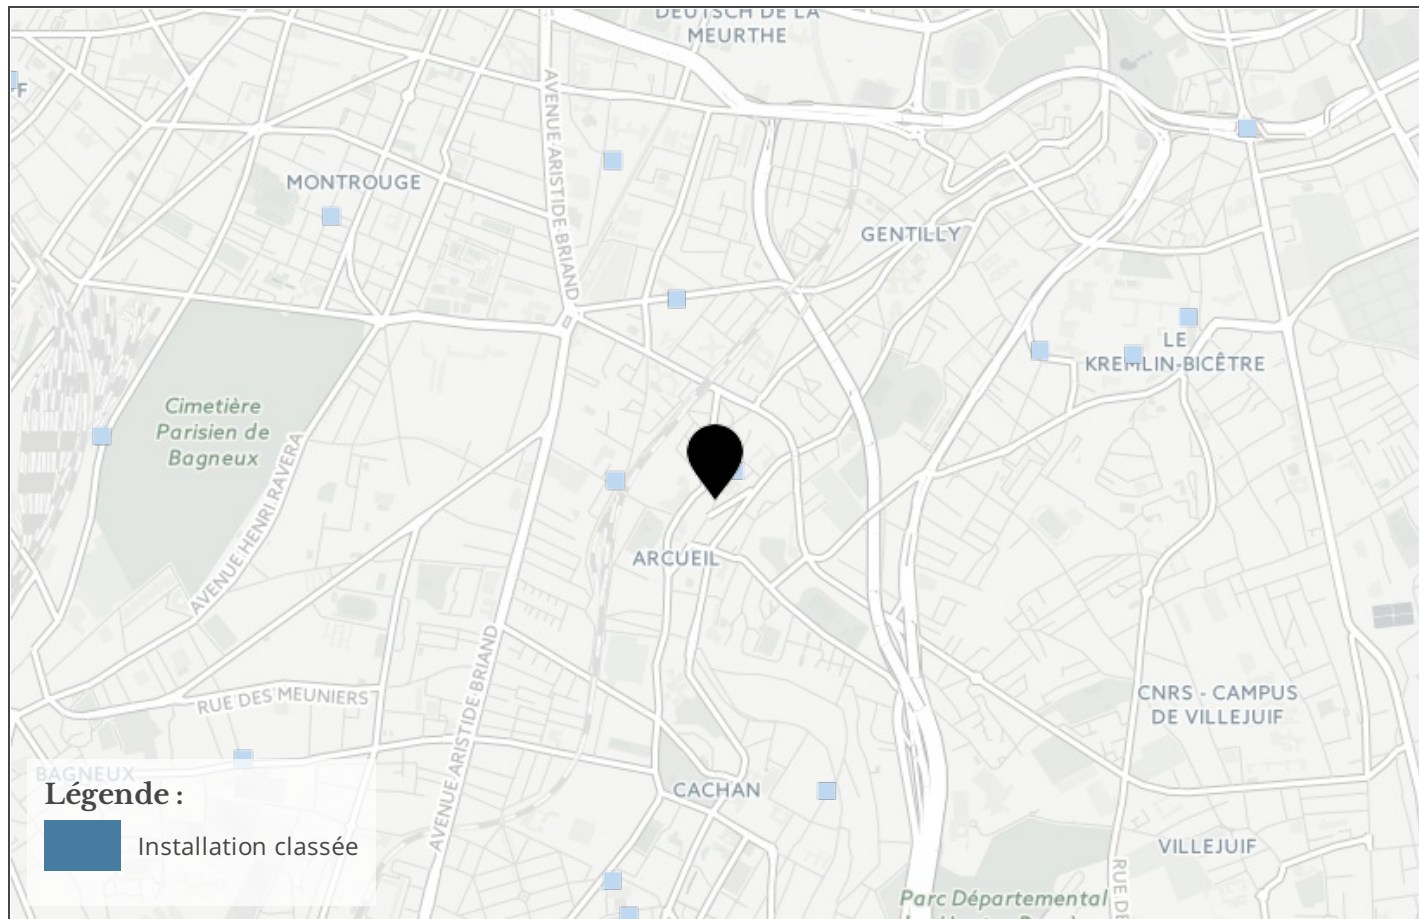 DEUTSCH DE LA
MEURTHE
F
AVENUE ARISTIDE BRIAND
MONTROUGE
GENTILLY
LE
KREMLIN-BICÊTRE
Cimetière
Parisien de
Bagneux
AVENUE HENRI RAVERA
ARCUEIL
RUE DES MEUNIERS
AVENUE ARISTIDE BRIAND
CNRS - CAMPUS
DE VILLEJUIF
BAGNEUX
CACHAN
Légende :
Installation classée
VILLEJUIF
RUE DE
Parc Départemental